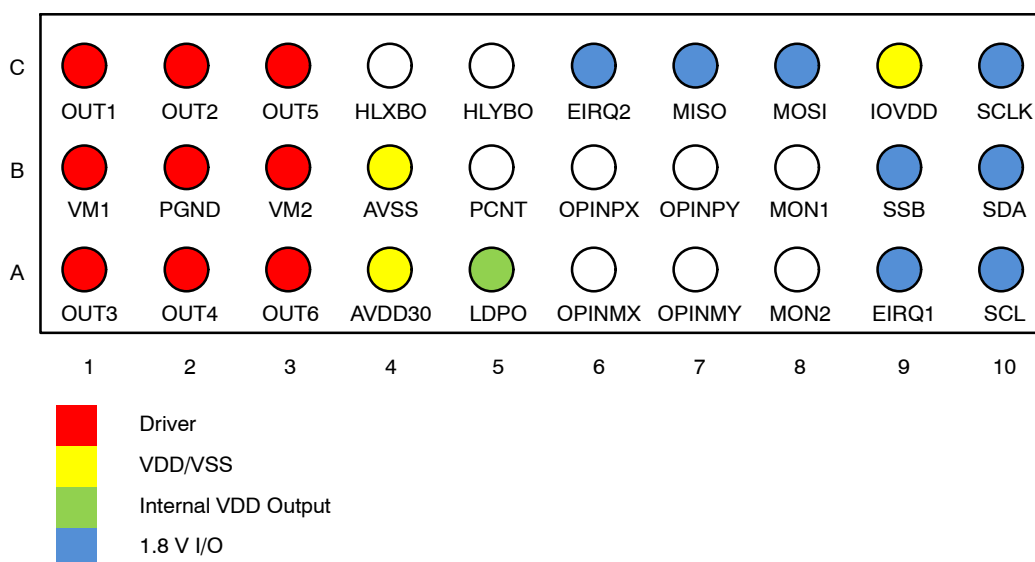 C
OUT1 OUT2 OUT5 HLXBO HLYBO EIRQ2 MISO MOSI IOVDD SCLK
B
VM1 PGND VM2 AVSS PCNT OPINPX OPINPY MON1 SSB SDA
A
OUT3 OUT4 OUT6 AVDD30 LDPO OPINMX OPINMY MON2 EIRQ1 SCL
1 2 3 4 5 6 7 8 9 10
Driver
VDD/VSS
Internal VDD Output
1.8 V I/O